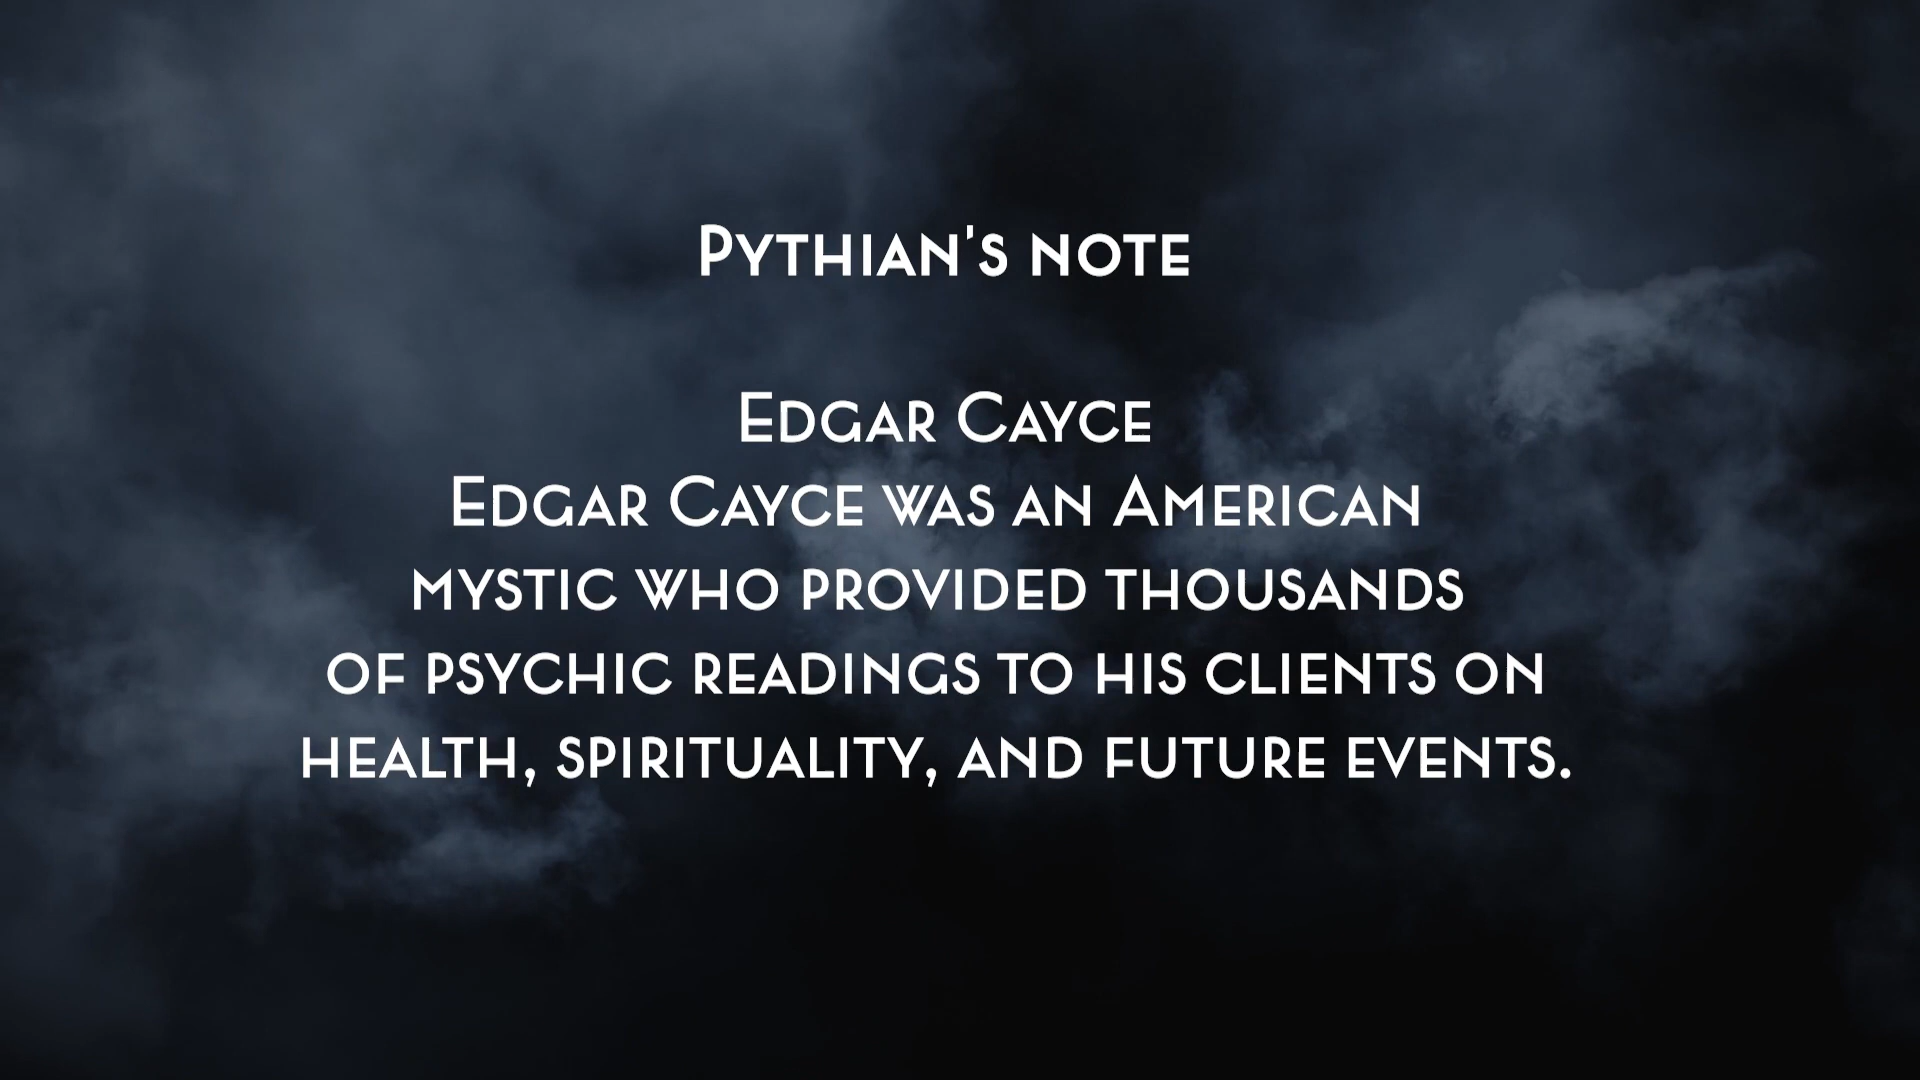 Pythian's note
Edgar Cayce
Edgar Cayce was an American
mystic who provided thousands
of psychic readings to his clients on
health, spirituality, and future events.